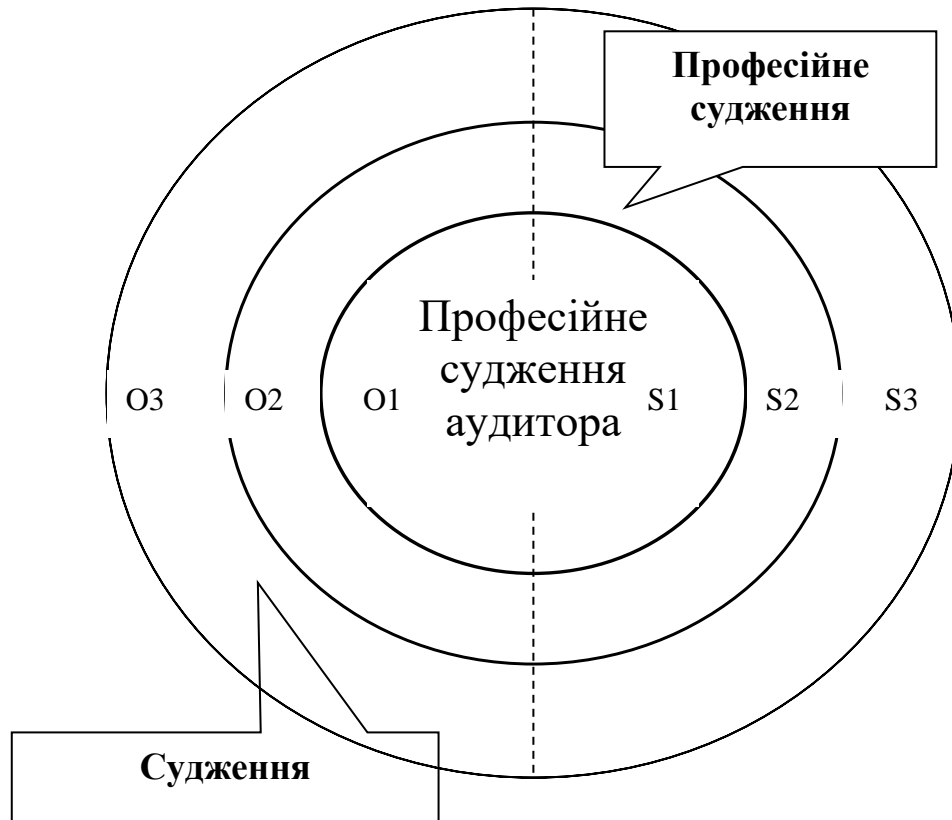 Професійне
судження
Професійне
судження
аудитора
O3 O2 O1 S1 S2 S3
Судження